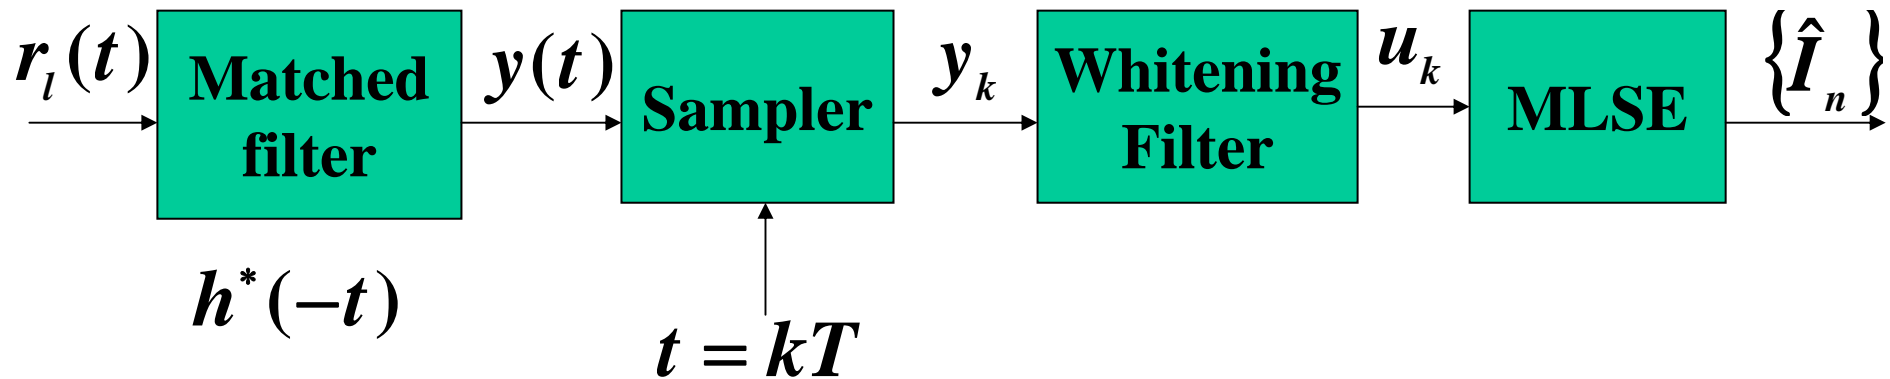 r_l(t)
Matched
filter
h*(−t)
y(t)
Sampler
t = kT
y_k
Whitening
Filter
u_k
MLSE
{Î_n}